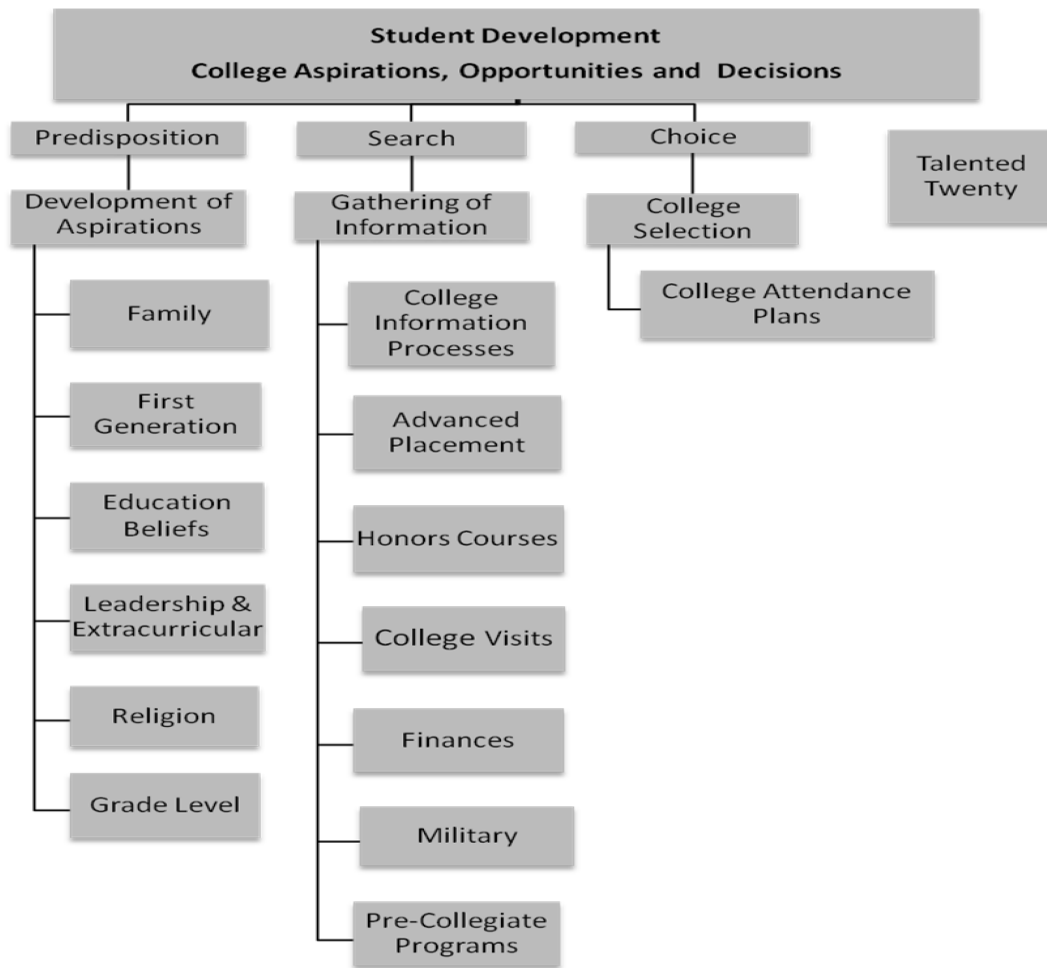 Student Development
College Aspirations, Opportunities and Decisions
Predisposition
Search
Choice
Talented
Twenty
Development of
Aspirations
Gathering of
Information
College
Selection
Family
First
Generation
Education
Beliefs
Leadership &
Extracurricular
Religion
Grade Level
College
Information
Processes
Advanced
Placement
Honors Courses
College Visits
Finances
Military
Pre-Collegiate
Programs
College Attendance
Plans